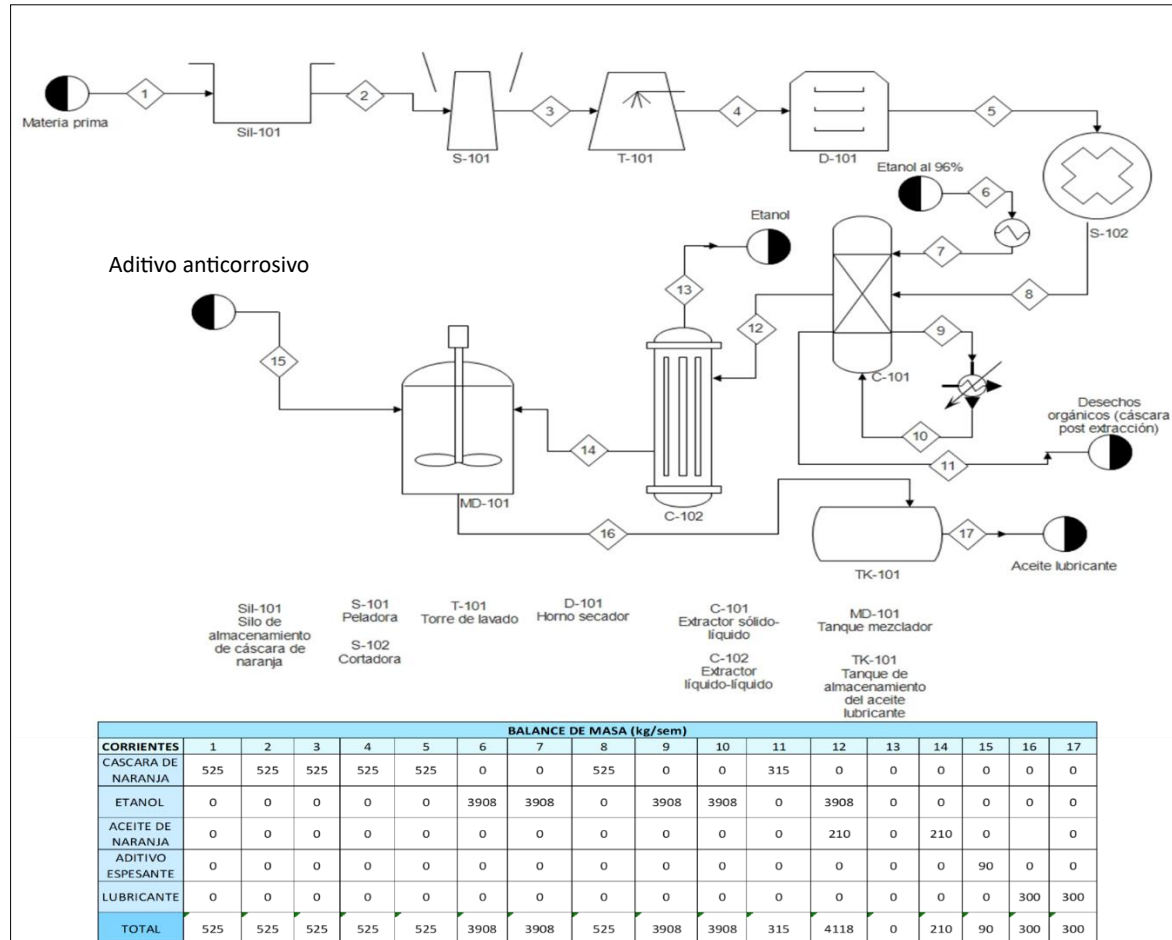 1
2
3
4
5
Materia prima
Sil-101
S-101
T-101
D-101
Etanol al 96%
6
S-102
Etanol
7
Aditivo anticorrosivo
8
13
12
9
15
C-101
10
Desechos
orgánicos (cáscara
post extracción)
14
11
MD-101
C-102
16
17
TK-101
Aceite lubricante
Sil-101
Silo de
almacenamiento
de cáscara de
naranja
S-101
Peladora
S-102
Cortadora
T-101
Torre de lavado
D-101
Horno secador
C-101
Extractor sólido-
líquido
C-102
Extractor
líquido-líquido
MD-101
Tanque mezclador
TK-101
Tanque de
almacenamiento
del aceite
lubricante
BALANCE DE MASA (kg/sem)
CORRIENTES 1 2 3 4 5 6 7 8 9 10 11 12 13 14 15 16 17
CASCARA DE
NARANJA 525 525 525 525 525 0 0 525 0 0 315 0 0 0 0 0 0
ETANOL 0 0 0 0 0 3908 3908 0 3908 3908 0 3908 0 0 0 0 0
ACEITE DE
NARANJA 0 0 0 0 0 0 0 0 0 0 0 210 0 210 0 0
ADITIVO
ESPESANTE 0 0 0 0 0 0 0 0 0 0 0 0 0 0 90 0 0
LUBRICANTE 0 0 0 0 0 0 0 0 0 0 0 0 0 0 0 300 300
TOTAL 525 525 525 525 525 3908 3908 525 3908 3908 315 4118 0 210 90 300 300